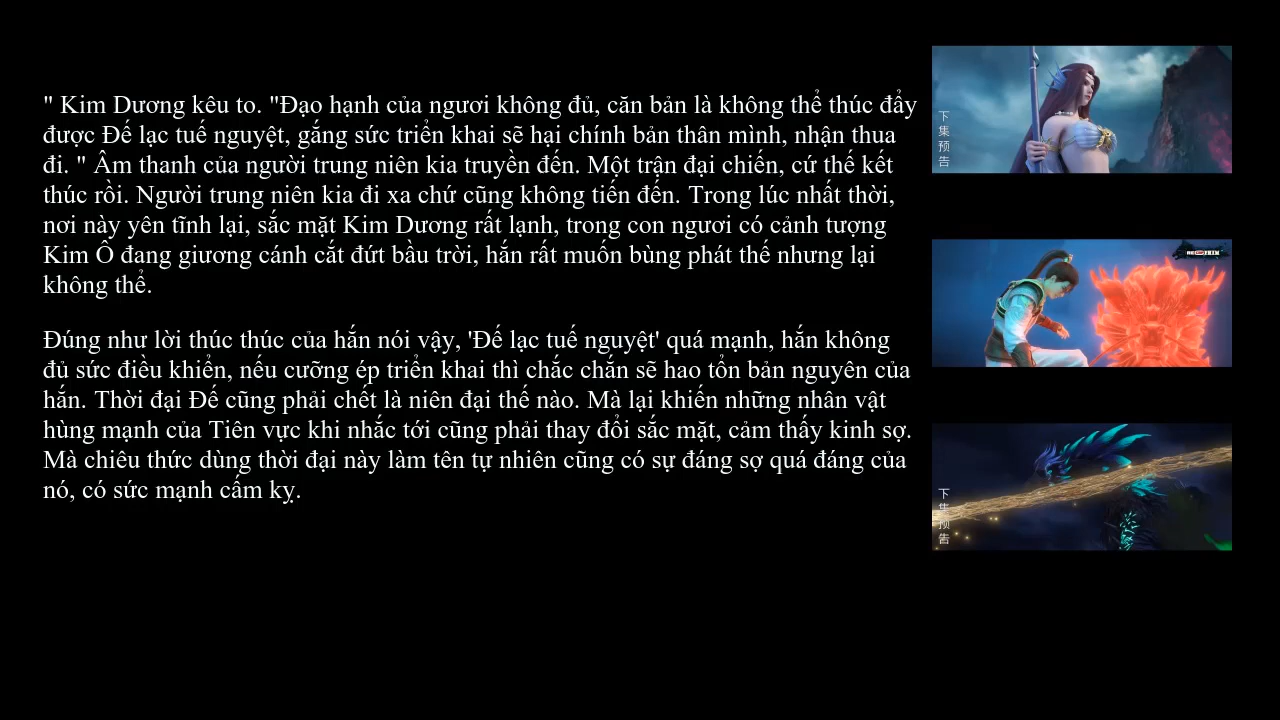 " Kim Dương kêu to. "Đạo hạnh của ngươi không đủ, căn bản là không thể thúc đẩy
được Đế lạc tuế nguyệt, gắng sức triển khai sẽ hại chính bản thân mình, nhận thua
đi. " Âm thanh của người trung niên kia truyền đến. Một trận đại chiến, cứ thế kết
thúc rồi. Người trung niên kia đi xa chứ cũng không tiến đến. Trong lúc nhất thời,
nơi này yên tĩnh lại, sắc mặt Kim Dương rất lạnh, trong con ngươi có cảnh tượng
Kim Ô đang giương cánh cắt đứt bầu trời, hắn rất muốn bùng phát thế nhưng lại
không thể.
Đúng như lời thúc thúc của hắn nói vậy, 'Đế lạc tuế nguyệt' quá mạnh, hắn không
đủ sức điều khiển, nếu cưỡng ép triển khai thì chắc chắn sẽ hao tổn bản nguyên của
hắn. Thời đại Đế cũng phải chết là niên đại thế nào. Mà lại khiến những nhân vật
hùng mạnh của Tiên vực khi nhắc tới cũng phải thay đổi sắc mặt, cảm thấy kinh sợ.
Mà chiêu thức dùng thời đại này làm tên tự nhiên cũng có sự đáng sợ quá đáng của
nó, có sức mạnh cấm kỵ.
下集预告
下集预告